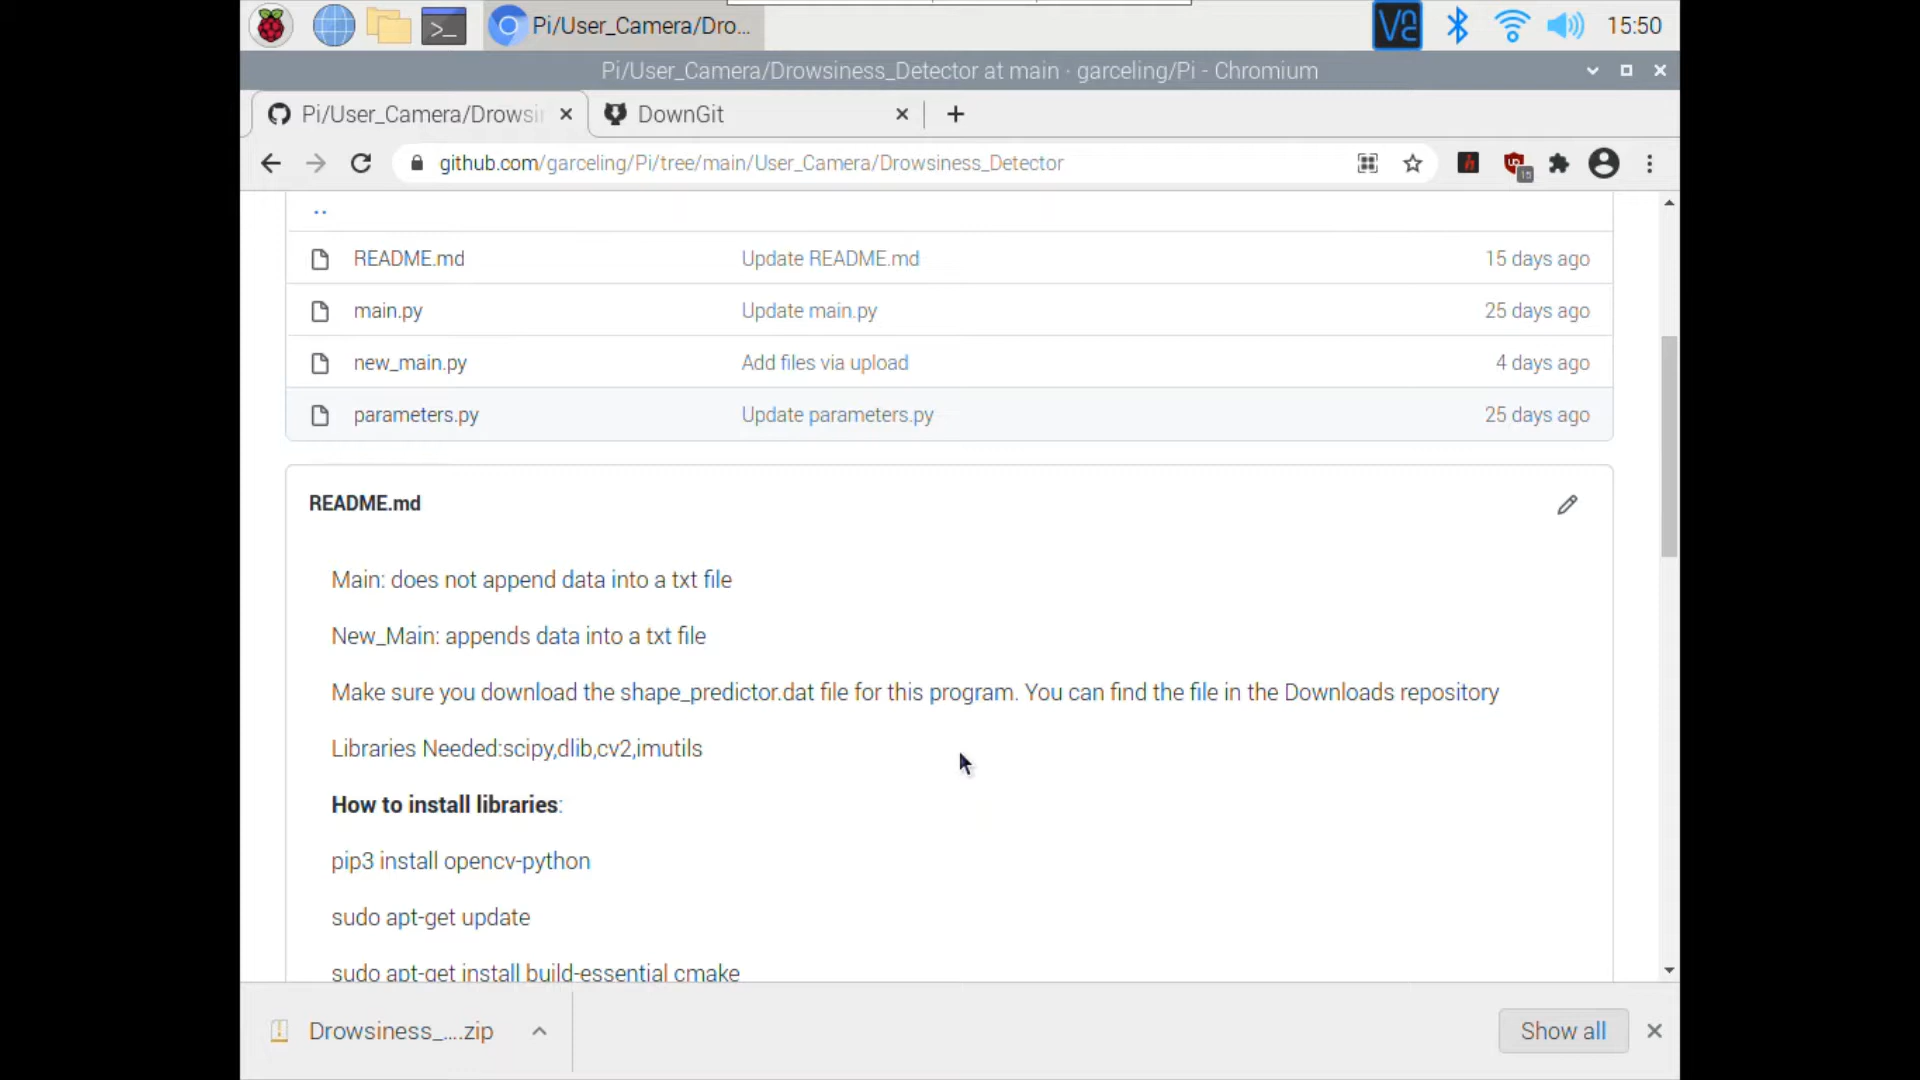 Pi/User_Camera/Dro...
15:50
Pi/User_Camera/Drowsiness_Detector at main · garceling/Pi - Chromium
Pi/User_Camera/Drowsin
DownGit
github.com/garceling/Pi/tree/main/User_Camera/Drowsiness_Detector
15
..
README.md Update README.md 15 days ago
main.py Update main.py 25 days ago
new_main.py Add files via upload 4 days ago
parameters.py Update parameters.py 25 days ago
README.md
Main: does not append data into a txt file
New_Main: appends data into a txt file
Make sure you download the shape_predictor.dat file for this program. You can find the file in the Downloads repository
Libraries Needed:scipy,dlib,cv2,imutils
How to install libraries:
pip3 install opencv-python
sudo apt-get update
sudo apt-get install build-essential cmake
Drowsiness_....zip
Show all